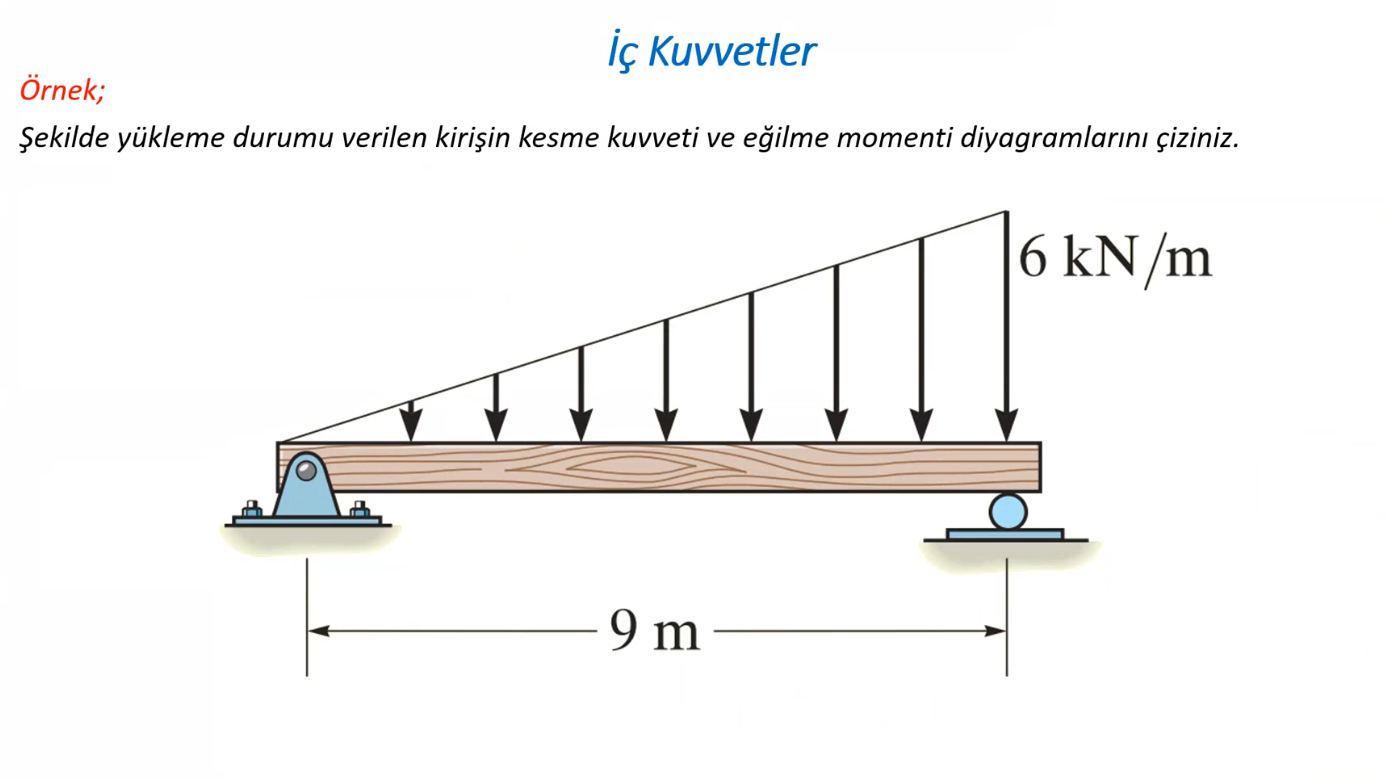 İç Kuvvetler
Örnek;
Şekilde yükleme durumu verilen kirişin kesme kuvveti ve eğilme momenti diyagramlarını çiziniz.
6 kN/m
9 m